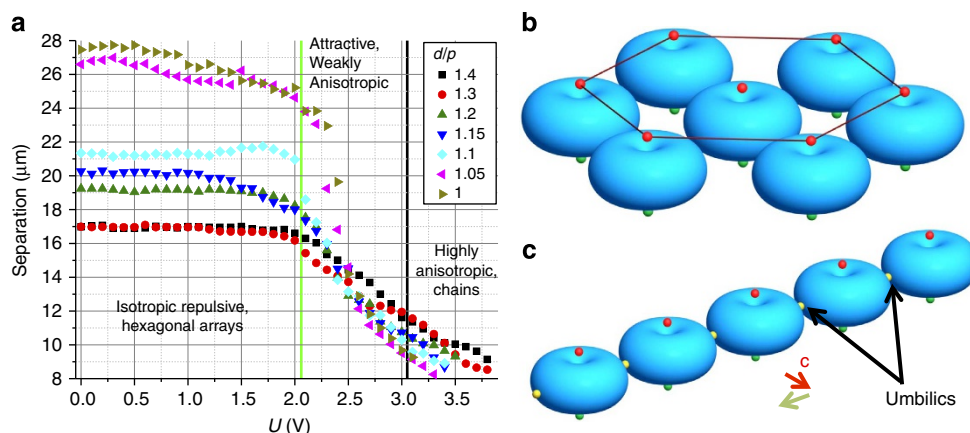 a
28
26
24
22
20
18
16
14
12
10
8
Separation (μm)
0.0
0.5
1.0
1.5
2.0
2.5
3.0
3.5
U (V)
Attractive,
Weakly
Anisotropic
d/p
1.4
1.3
1.2
1.15
1.1
1.05
1
Isotropic repulsive,
hexagonal arrays
Highly
anisotropic,
chains
b
c
c
Umbilics